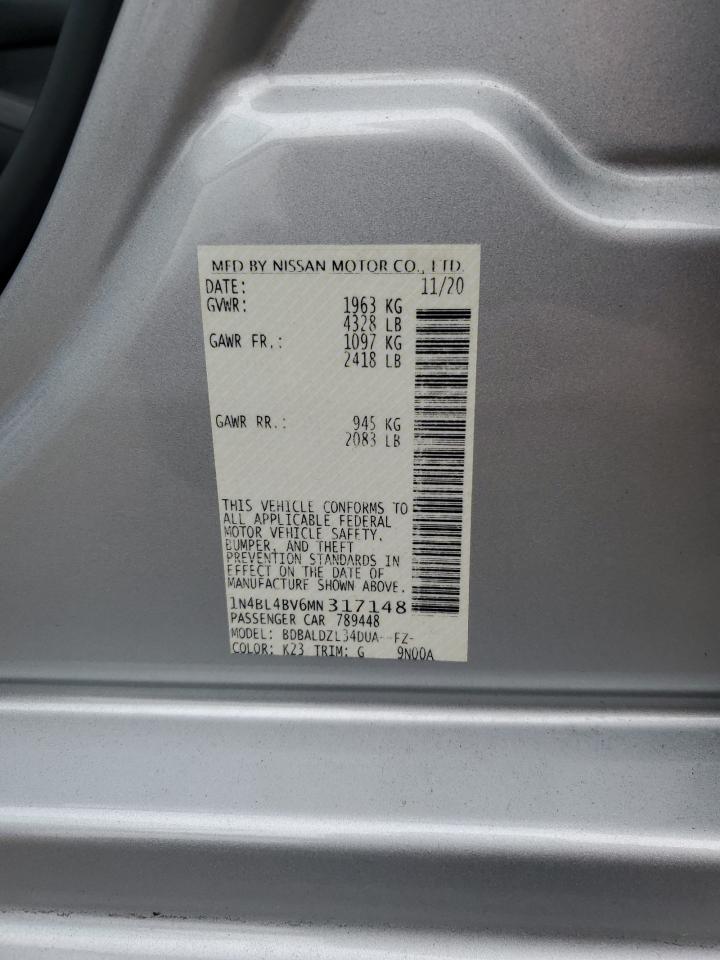 MFD BY NISSAN MOTOR CO., LTD.
DATE: 11/20
GVWR: 1963 KG
4328 LB
GAWR FR.: 1097 KG
2418 LB
GAWR RR.: 945 KG
2083 LB
THIS VEHICLE CONFORMS TO
ALL APPLICABLE FEDERAL
MOTOR VEHICLE SAFETY,
BUMPER, AND THEFT
PREVENTION STANDARDS IN
EFFECT ON THE DATE OF
MANUFACTURE SHOWN ABOVE.
1N4BL4BV6MN317148
PASSENGER CAR 789448
MODEL: BDBALDZL34DUA--FZ-
COLOR: K23 TRIM: G 9N00A